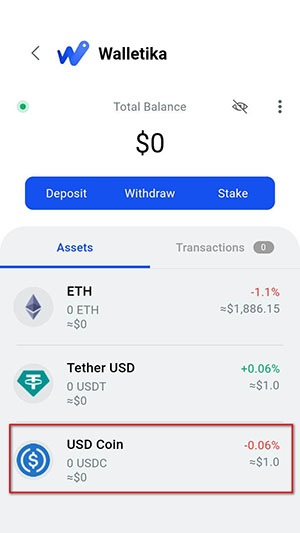 Walletika
Total Balance
$0
Deposit Withdraw Stake
Assets Transactions 0
ETH -1.1%
0 ETH ≈$1,886.15
≈$0
Tether USD +0.06%
0 USDT ≈$1.0
≈$0
USD Coin -0.06%
0 USDC ≈$1.0
≈$0